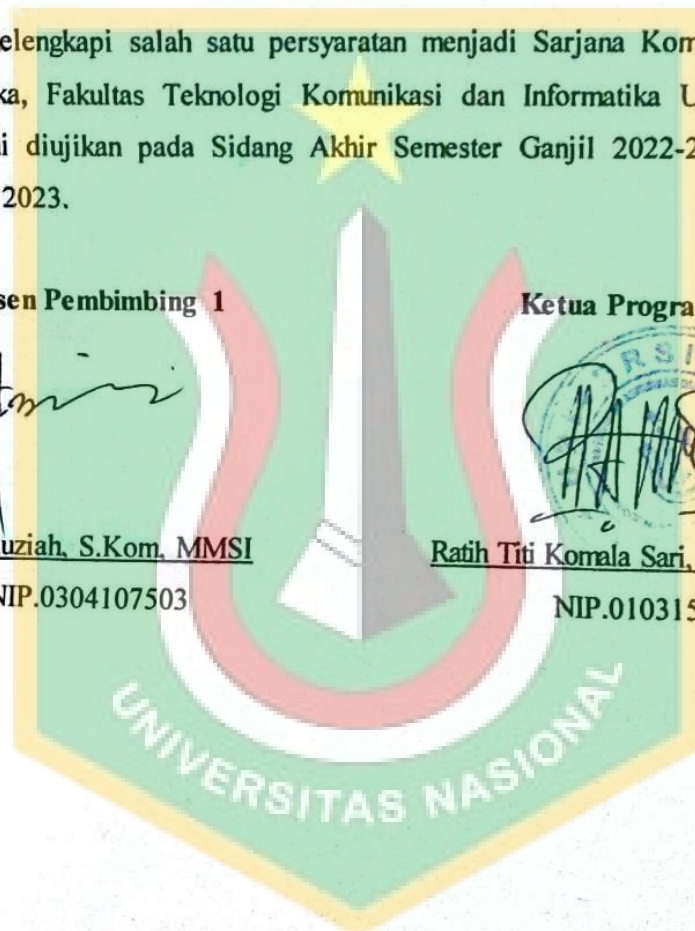 elengkapi salah satu persyaratan menjadi Sarjana Kom
ka, Fakultas Teknologi Komunikasi dan Informatika U
i diujikan pada Sidang Akhir Semester Ganjil 2022-2
2023.
sen Pembimbing 1
Ketua Progra
RSI
uziah, S.Kom, MMSI
Ratih Titi Komala Sari,
NIP.0304107503
NIP.010315
UNIVERSITAS NASIONAL